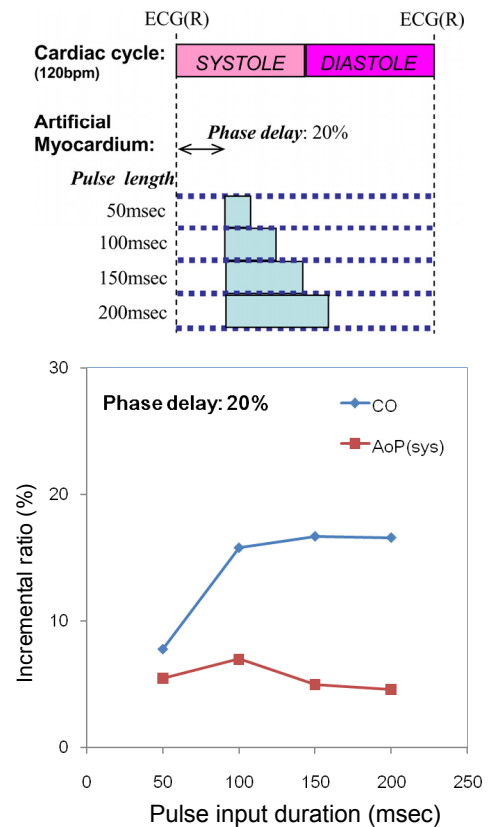 ECG(R) ECG(R)
Cardiac cycle: SYSTOLE DIASTOLE
(120bpm)
Artificial
Myocardium:
Phase delay: 20%
Pulse length
50msec
100msec
150msec
200msec
30
Phase delay: 20%
CO
AoP(sys)
20
Incremental ratio (%)
10
0
0 50 100 150 200 250
Pulse input duration (msec)